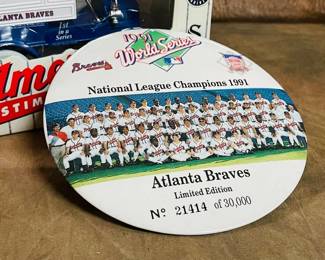 ATLANTA BRAVES
1st
in a
Series
1991
World Series
Braves
National League Champions 1991
Atlanta Braves
Limited Edition
Nº 21414 of 30,000